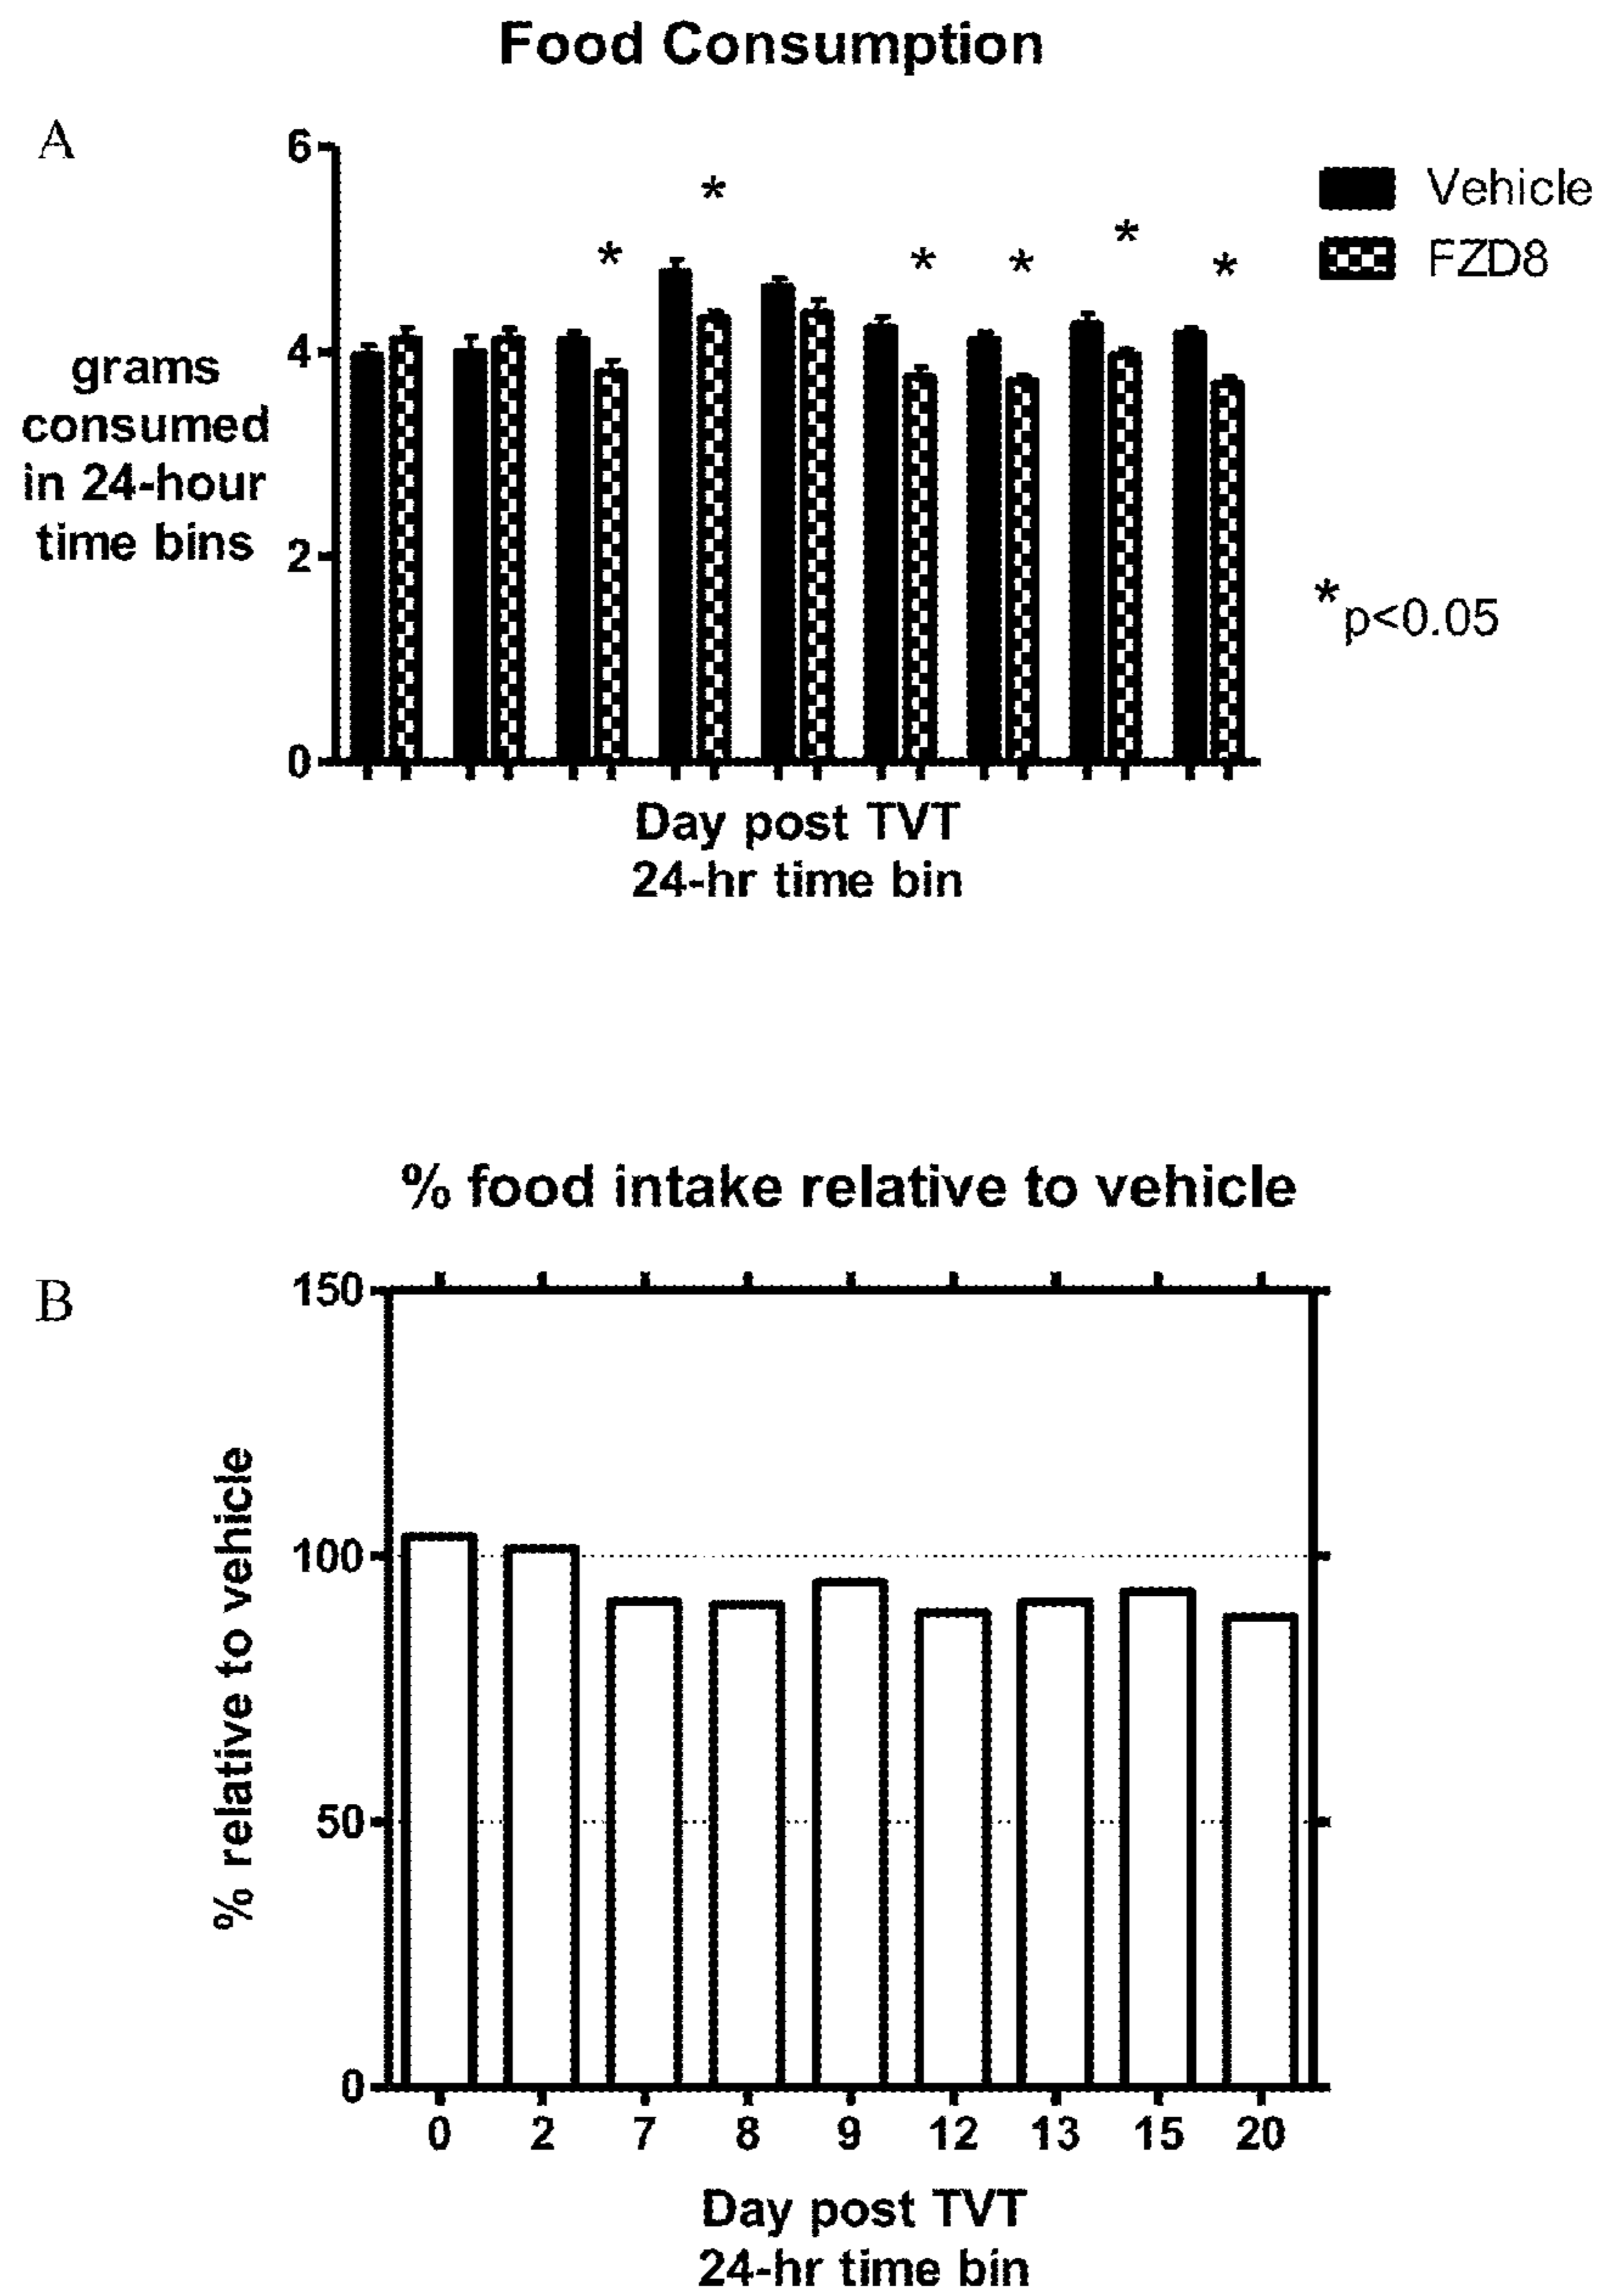 Food Consumption
A
6
4
2
0
grams
consumed
in 24-hour
time bins
* * * * * *
Vehicle
FZD8
*p<0.05
Day post TVT
24-hr time bin
% food intake relative to vehicle
B
150
100
50
0
% relative to vehicle
0 2 7 8 9 12 13 15 20
Day post TVT
24-hr time bin